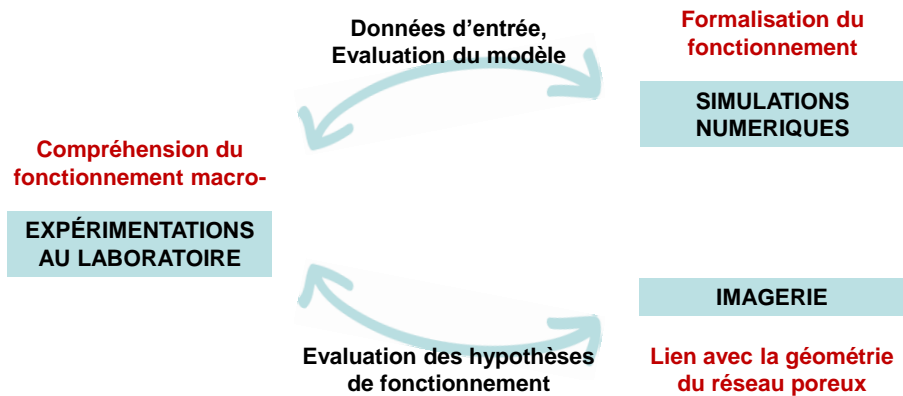 Données d’entrée,
Evaluation du modèle
Formalisation du
fonctionnement
SIMULATIONS
NUMERIQUES
Compréhension du
fonctionnement macro-
EXPÉRIMENTATIONS
AU LABORATOIRE
IMAGERIE
Evaluation des hypothèses
de fonctionnement
Lien avec la géométrie
du réseau poreux